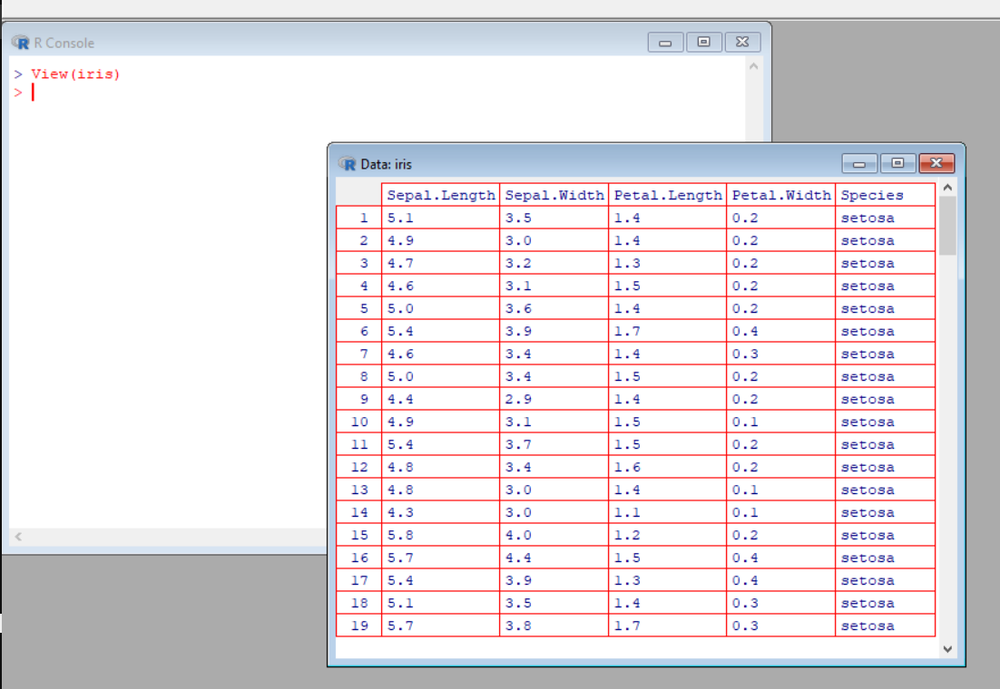 R Console
> View(iris)
>
Data: iris
Sepal.Length Sepal.Width Petal.Length Petal.Width Species
1 5.1 3.5 1.4 0.2 setosa
2 4.9 3.0 1.4 0.2 setosa
3 4.7 3.2 1.3 0.2 setosa
4 4.6 3.1 1.5 0.2 setosa
5 5.0 3.6 1.4 0.2 setosa
6 5.4 3.9 1.7 0.4 setosa
7 4.6 3.4 1.4 0.3 setosa
8 5.0 3.4 1.5 0.2 setosa
9 4.4 2.9 1.4 0.2 setosa
10 4.9 3.1 1.5 0.1 setosa
11 5.4 3.7 1.5 0.2 setosa
12 4.8 3.4 1.6 0.2 setosa
13 4.8 3.0 1.4 0.1 setosa
14 4.3 3.0 1.1 0.1 setosa
15 5.8 4.0 1.2 0.2 setosa
16 5.7 4.4 1.5 0.4 setosa
17 5.4 3.9 1.3 0.4 setosa
18 5.1 3.5 1.4 0.3 setosa
19 5.7 3.8 1.7 0.3 setosa